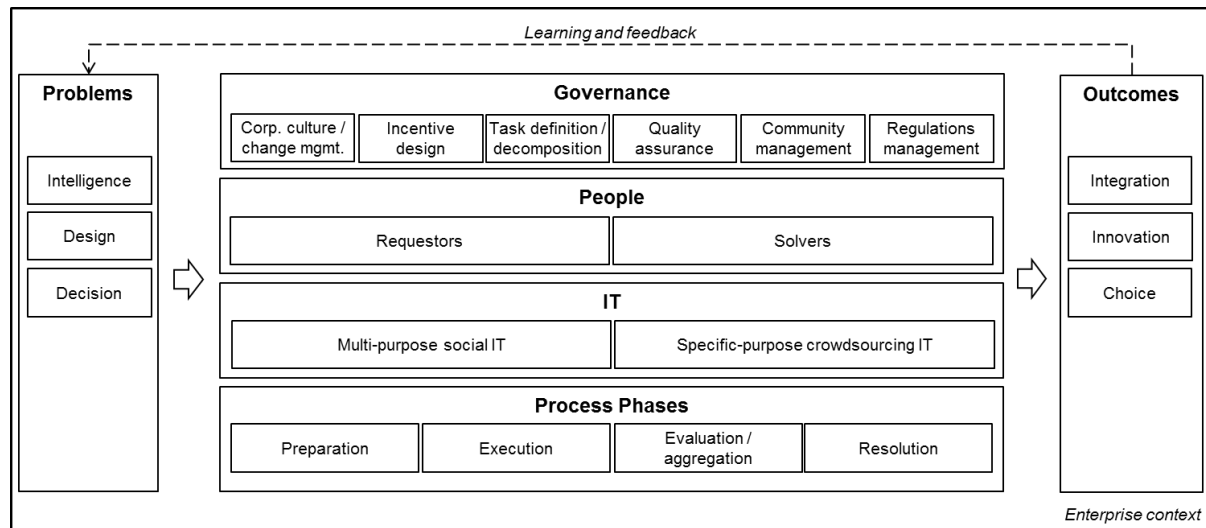 Learning and feedback
Problems
Intelligence
Design
Decision
Governance
Corp. culture /
change mgmt.
Incentive
design
Task definition /
decomposition
Quality
assurance
Community
management
Regulations
management
People
Requestors
Solvers
IT
Multi-purpose social IT
Specific-purpose crowdsourcing IT
Process Phases
Preparation
Execution
Evaluation /
aggregation
Resolution
Outcomes
Integration
Innovation
Choice
Enterprise context